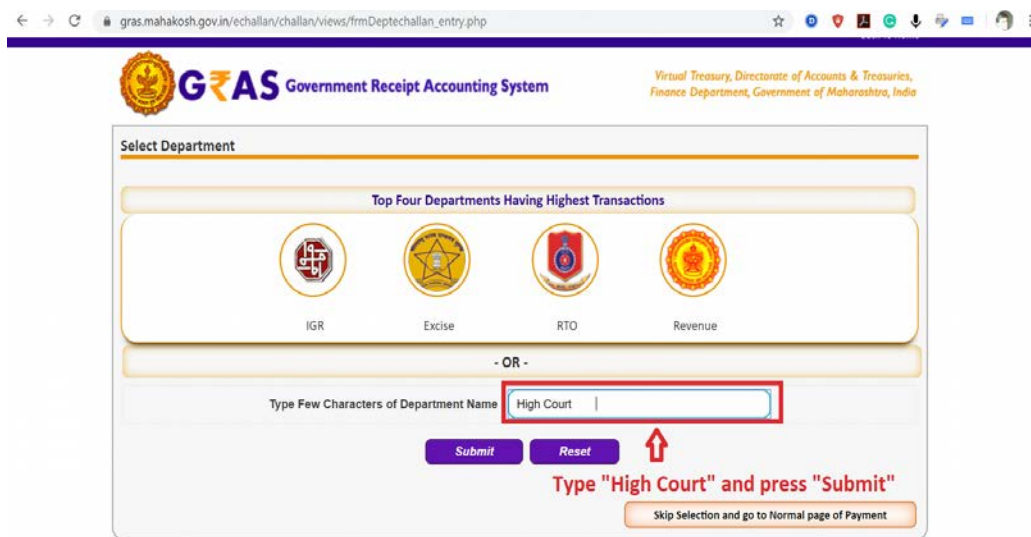 gras.mahakosh.gov.in/echallan/challan/views/frmDeptechallan_entry.php
GRAS Government Receipt Accounting System
Virtual Treasury, Directorate of Accounts & Treasuries,
Finance Department, Government of Maharashtra, India
Select Department
Top Four Departments Having Highest Transactions
IGR Excise RTO Revenue
- OR -
Type Few Characters of Department Name High Court
Submit Reset
Type "High Court" and press "Submit"
Skip Selection and go to Normal page of Payment